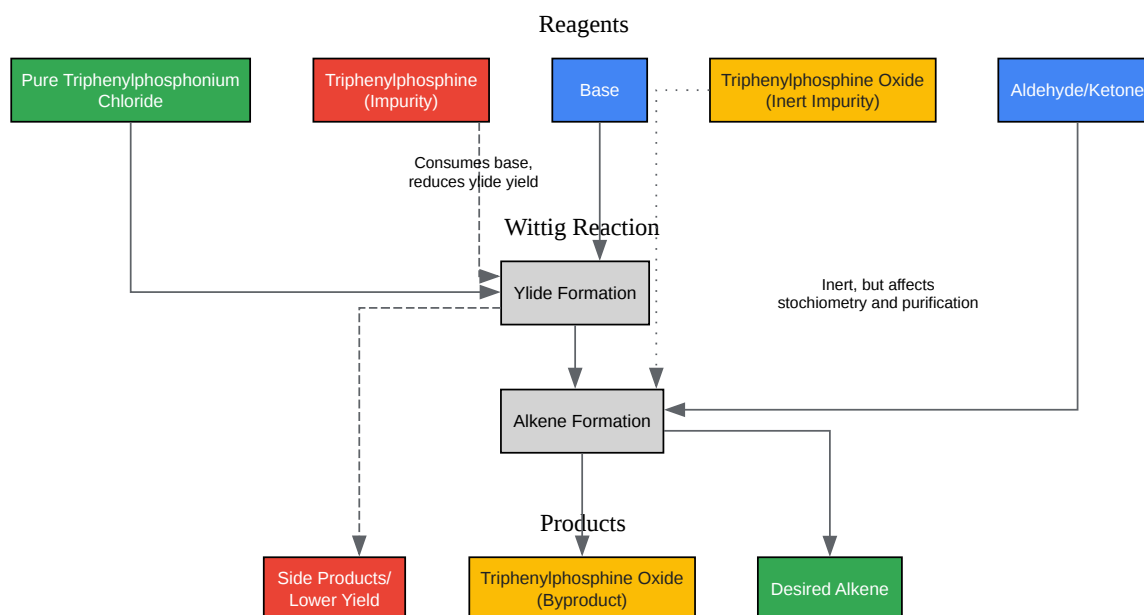 Reagents
Pure Triphenylphosphonium
Chloride
Triphenylphosphine
(Impurity)
Base
Triphenylphosphine Oxide
(Inert Impurity)
Aldehyde/Ketone
Consumes base,
reduces ylide yield
Wittig Reaction
Ylide Formation
Inert, but affects
stochiometry and purification
Alkene Formation
Products
Side Products/
Lower Yield
Triphenylphosphine Oxide
(Byproduct)
Desired Alkene